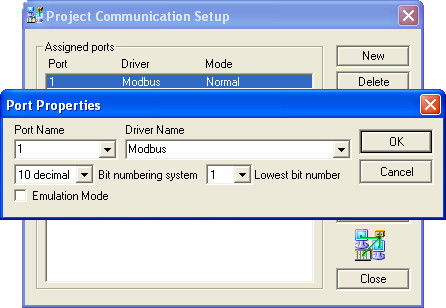 Project Communication Setup
Assigned ports
Port Driver Mode
1 Modbus Normal
New
Delete
Port Properties
Port Name Driver Name
1 Modbus
OK
10 decimal Bit numbering system 1 Lowest bit number
Cancel
Emulation Mode
Close